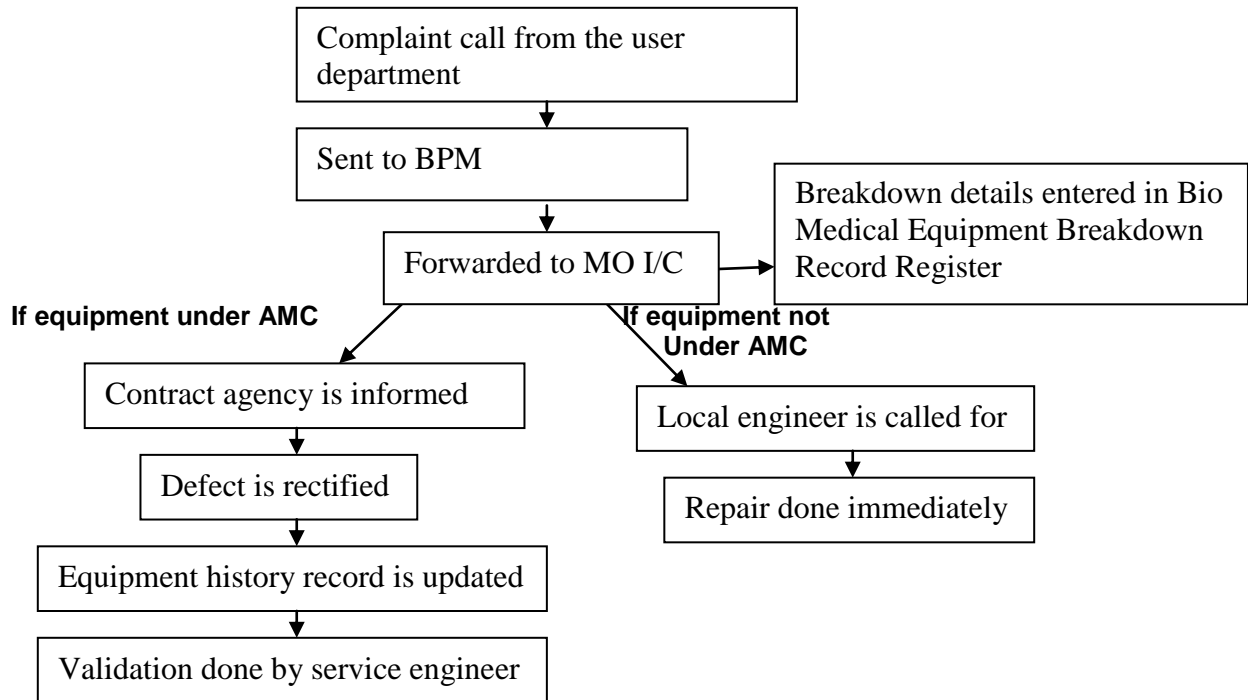 Complaint call from the user
department
Sent to BPM
Breakdown details entered in Bio
Medical Equipment Breakdown
Record Register
Forwarded to MO I/C
If equipment under AMC
If equipment not
Under AMC
Contract agency is informed
Local engineer is called for
Defect is rectified
Repair done immediately
Equipment history record is updated
Validation done by service engineer